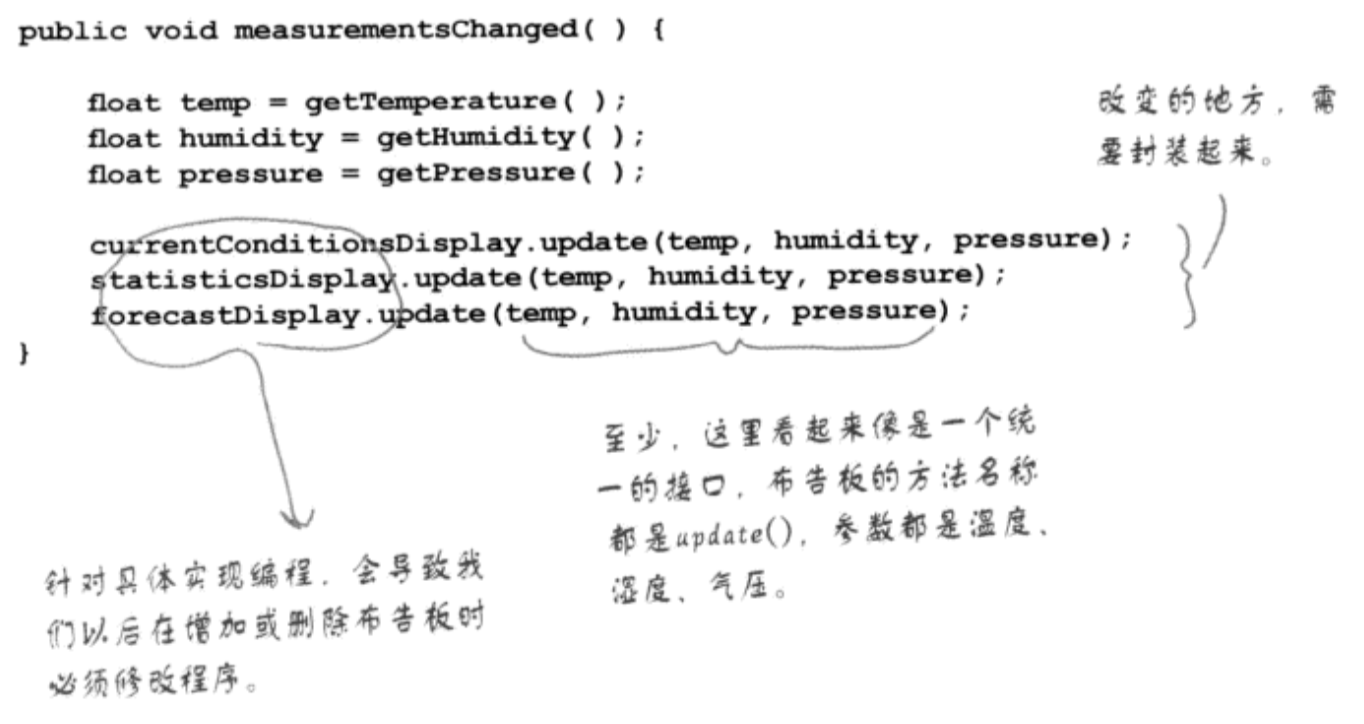 public void measurementsChanged( ) {
float temp = getTemperature( );
float humidity = getHumidity( );
float pressure = getPressure( );
改变的地方，需
要封装起来。
currentConditionsDisplay.update(temp, humidity, pressure);
statisticsDisplay.update(temp, humidity, pressure);
forecastDisplay.update(temp, humidity, pressure);
}
至少，这里看起来像是一个统
一的接口，布告板的方法名称
都是update()，参数都是温度、
湿度、气压。
针对具体实现编程，会导致我
们以后在增加或删除布告板时
必须修改程序。